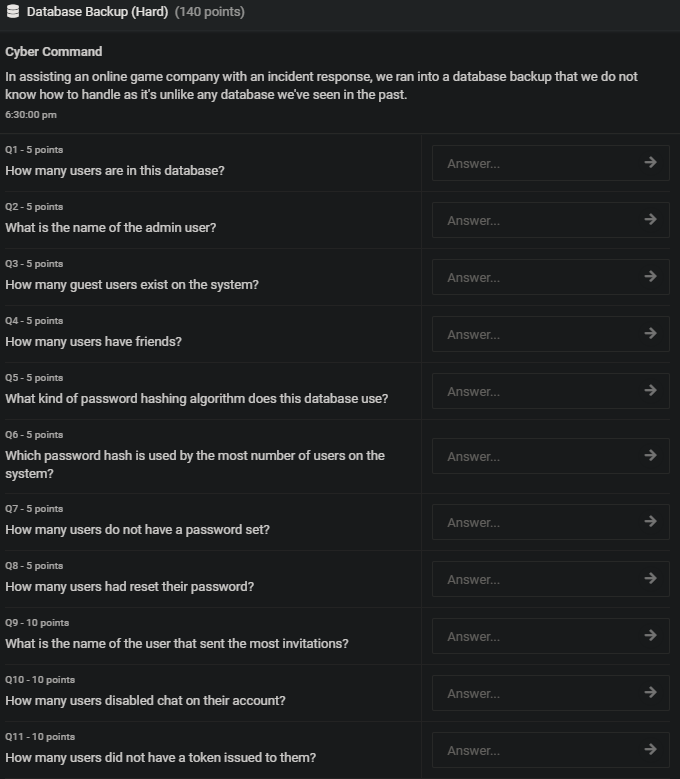 Database Backup (Hard) (140 points)
Cyber Command
In assisting an online game company with an incident response, we ran into a database backup that we do not
know how to handle as it's unlike any database we've seen in the past.
6:30:00 pm
Q1 - 5 points
How many users are in this database?
Answer...
Q2 - 5 points
What is the name of the admin user?
Answer...
Q3 - 5 points
How many guest users exist on the system?
Answer...
Q4 - 5 points
How many users have friends?
Answer...
Q5 - 5 points
What kind of password hashing algorithm does this database use?
Answer...
Q6 - 5 points
Which password hash is used by the most number of users on the
system?
Answer...
Q7 - 5 points
How many users do not have a password set?
Answer...
Q8 - 5 points
How many users had reset their password?
Answer...
Q9 - 10 points
What is the name of the user that sent the most invitations?
Answer...
Q10 - 10 points
How many users disabled chat on their account?
Answer...
Q11 - 10 points
How many users did not have a token issued to them?
Answer...